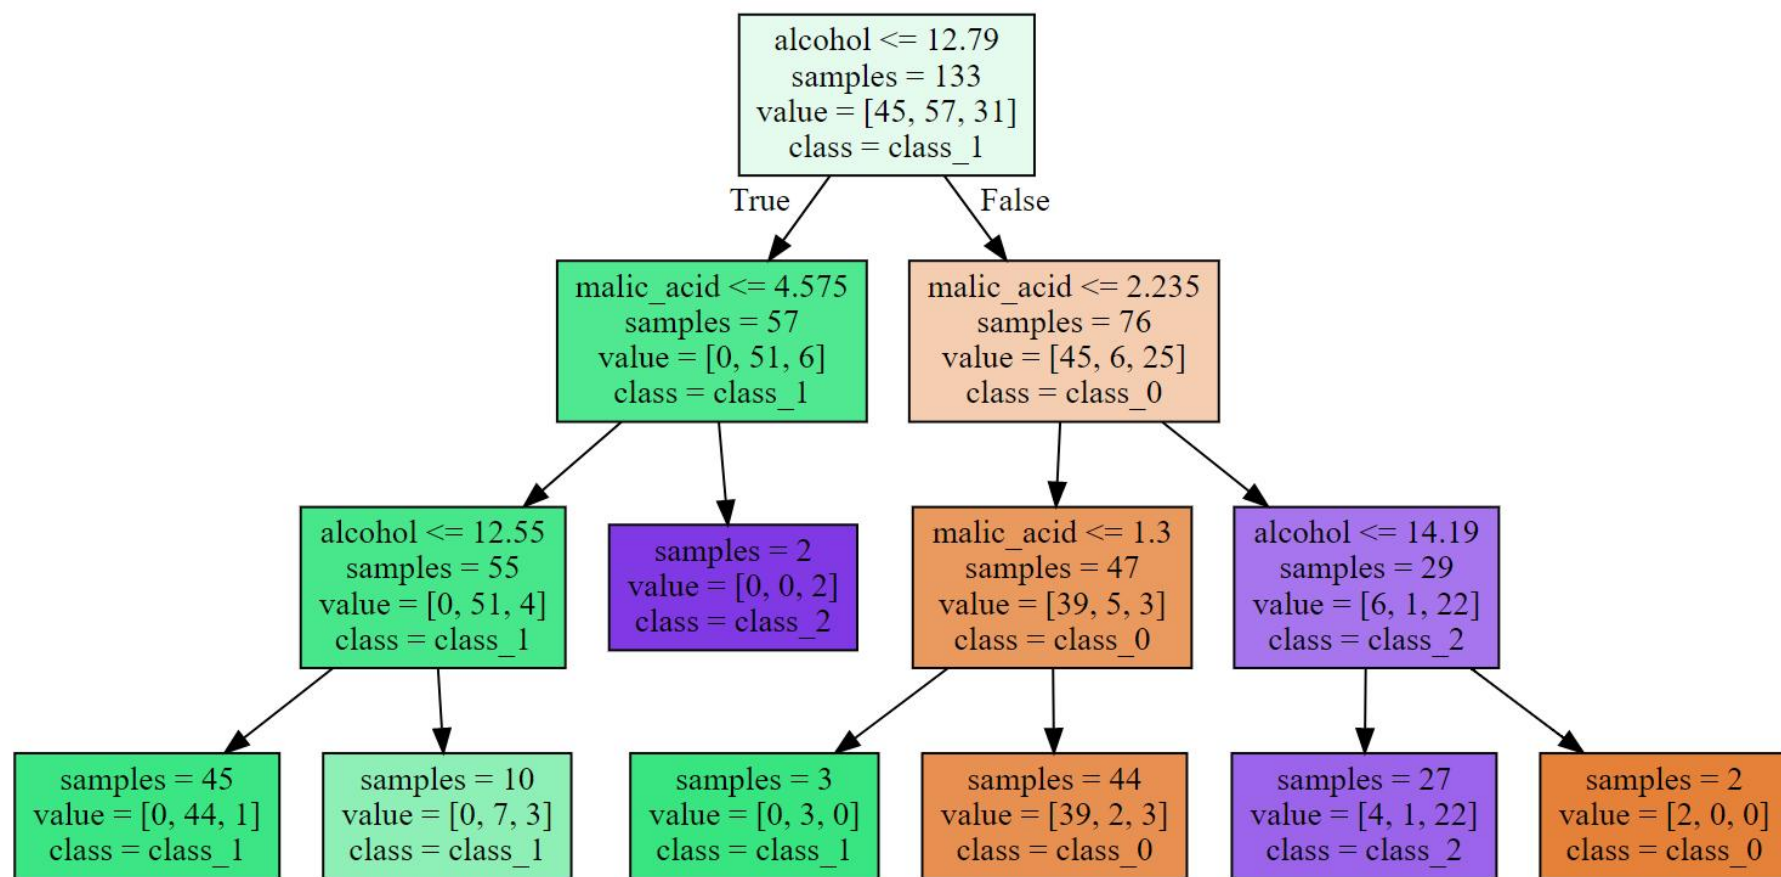 alcohol <= 12.79
samples = 133
value = [45, 57, 31]
class = class_1
True
False
malic_acid <= 4.575
samples = 57
value = [0, 51, 6]
class = class_1
malic_acid <= 2.235
samples = 76
value = [45, 6, 25]
class = class_0
alcohol <= 12.55
samples = 55
value = [0, 51, 4]
class = class_1
samples = 2
value = [0, 0, 2]
class = class_2
malic_acid <= 1.3
samples = 47
value = [39, 5, 3]
class = class_0
alcohol <= 14.19
samples = 29
value = [6, 1, 22]
class = class_2
samples = 45
value = [0, 44, 1]
class = class_1
samples = 10
value = [0, 7, 3]
class = class_1
samples = 3
value = [0, 3, 0]
class = class_1
samples = 44
value = [39, 2, 3]
class = class_0
samples = 27
value = [4, 1, 22]
class = class_2
samples = 2
value = [2, 0, 0]
class = class_0